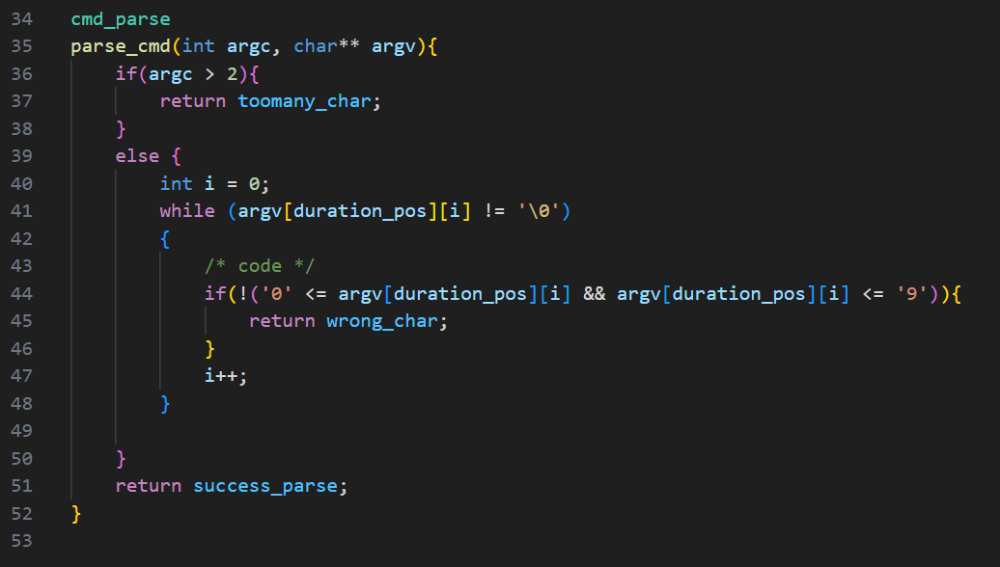 34 cmd_parse
35 parse_cmd(int argc, char** argv){
36     if(argc > 2){
37         return toomany_char;
38     }
39     else {
40         int i = 0;
41         while (argv[duration_pos][i] != '\0')
42         {
43             /* code */
44             if(!('0' <= argv[duration_pos][i] && argv[duration_pos][i] <= '9')){
45                 return wrong_char;
46             }
47             i++;
48         }
49
50     }
51     return success_parse;
52 }
53